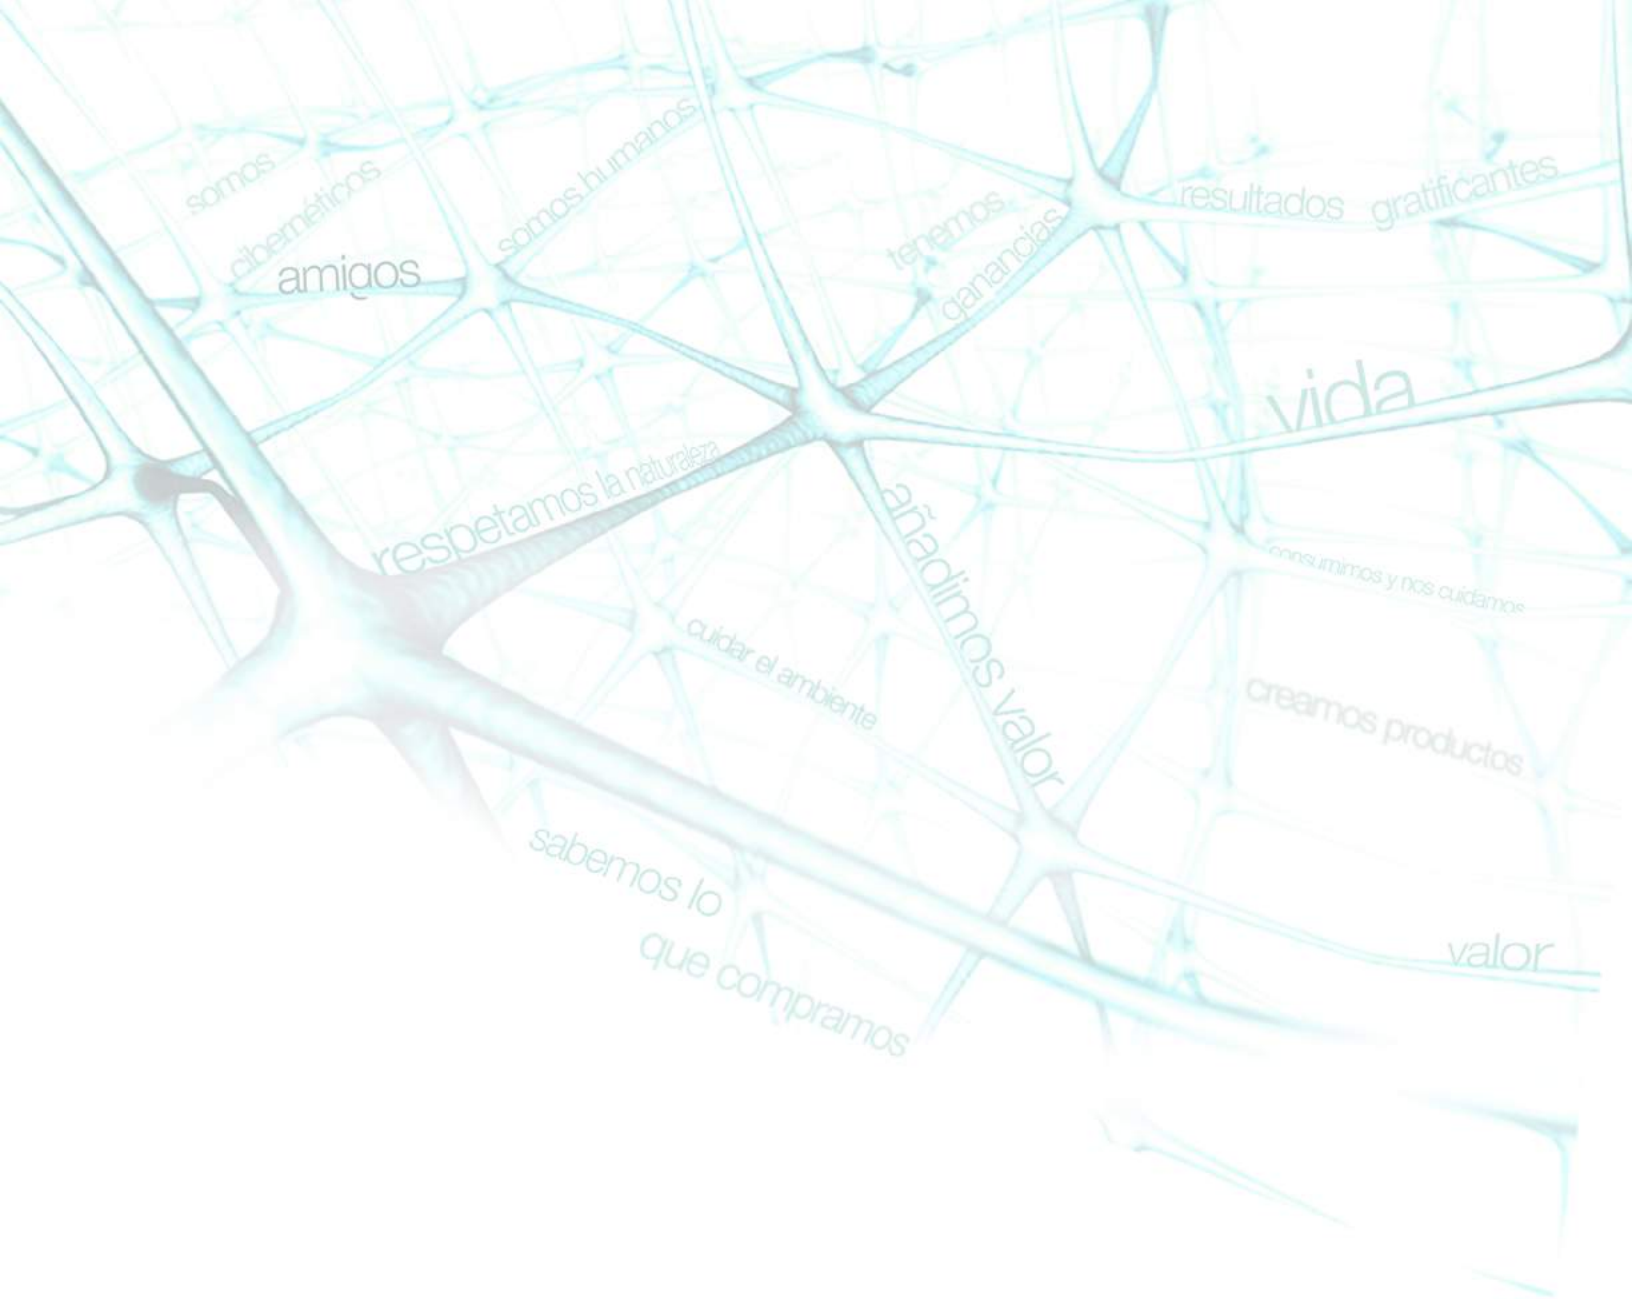 somos
cibernéticos
amigos
somos humanos
tenemos
ganancias
resultados gratificantes
vida
respetamos la naturaleza
añadimos valor
consumimos y nos cuidamos
cuidar el ambiente
creamos productos
sabemos lo
que compramos
valor